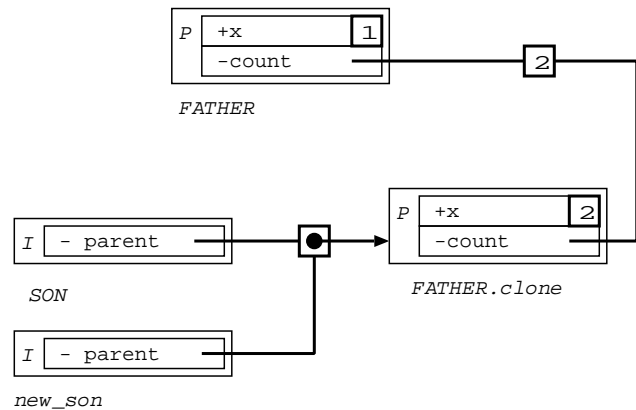 P +x 1
-count 2
FATHER
P +x 2
I - parent -count
SON FATHER.clone
I - parent
new_son